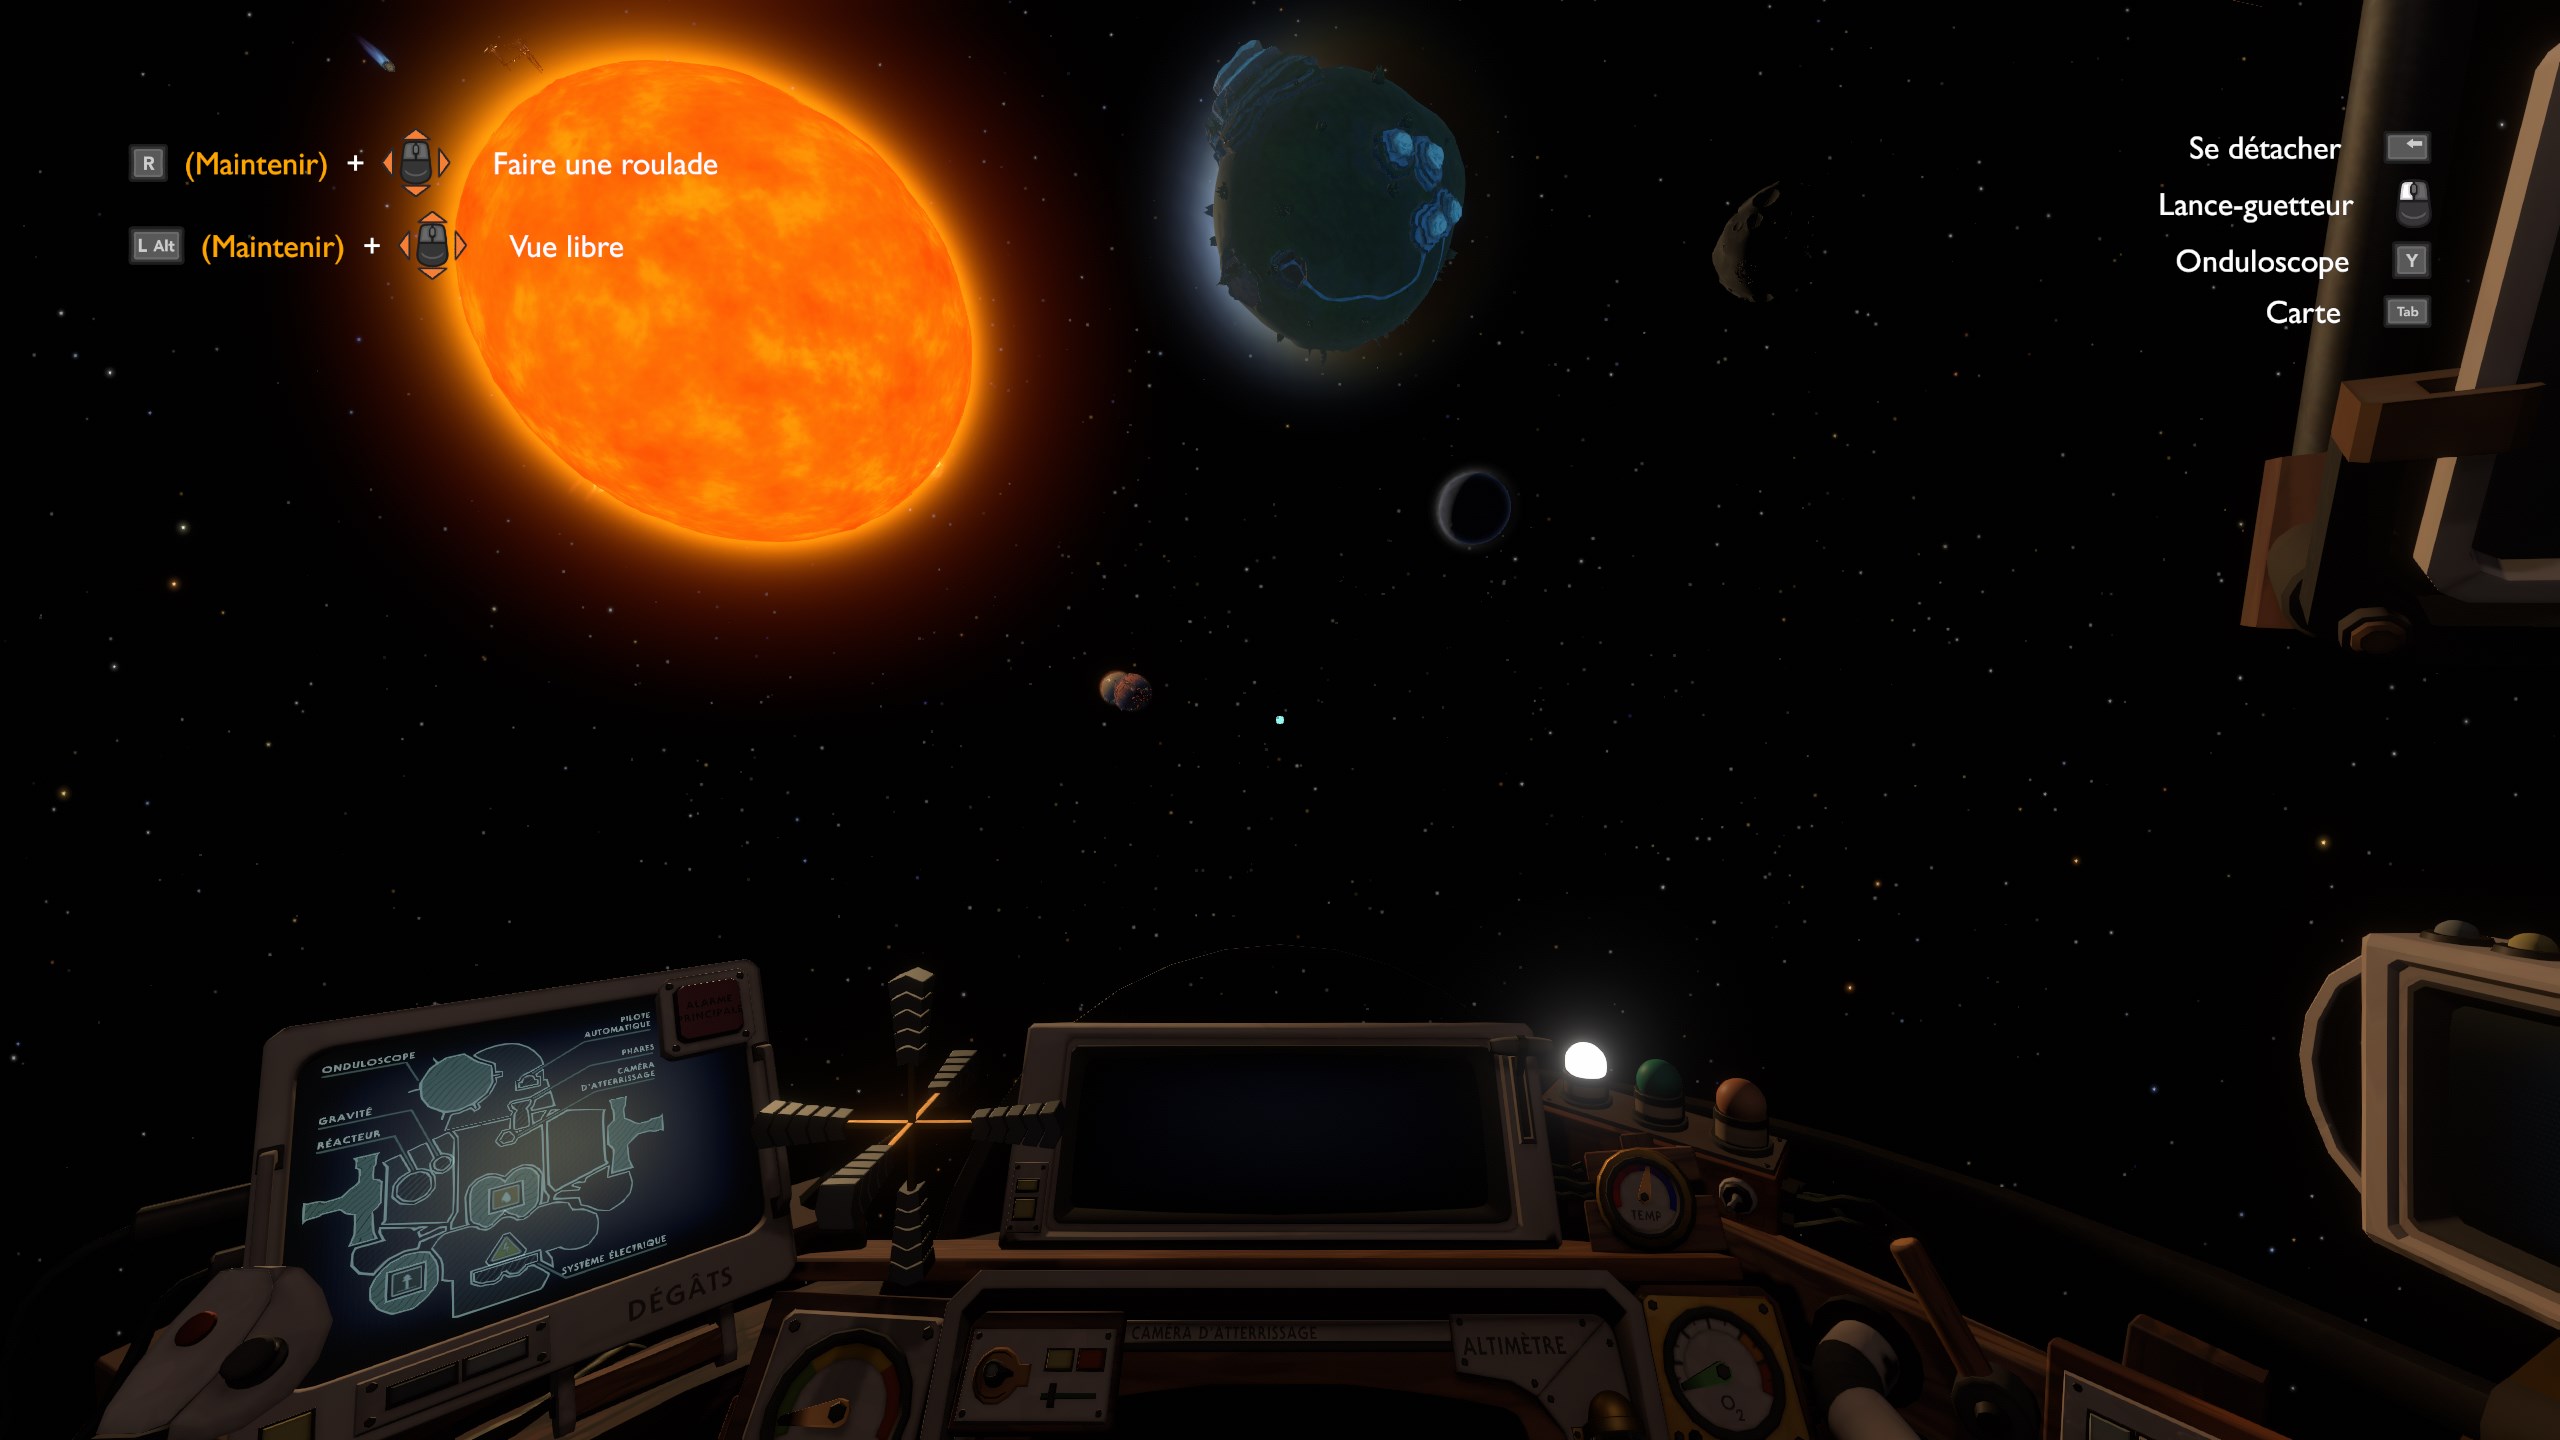 R (Maintenir) + Faire une roulade
L Alt (Maintenir) + Vue libre
Se détacher
Lance-guetteur
Onduloscope Y
Carte Tab
ALARME
PRINCIPALE
PILOTE
AUTOMATIQUE
PHARES
CAMÉRA
D'ATTERRISSAGE
ONDULOSCOPE
GRAVITÉ
RÉACTEUR
SYSTÈME ÉLECTRIQUE
DÉGÂTS
TEMP
CAMÉRA D'ATTERRISSAGE
ALTIMÈTRE
O2